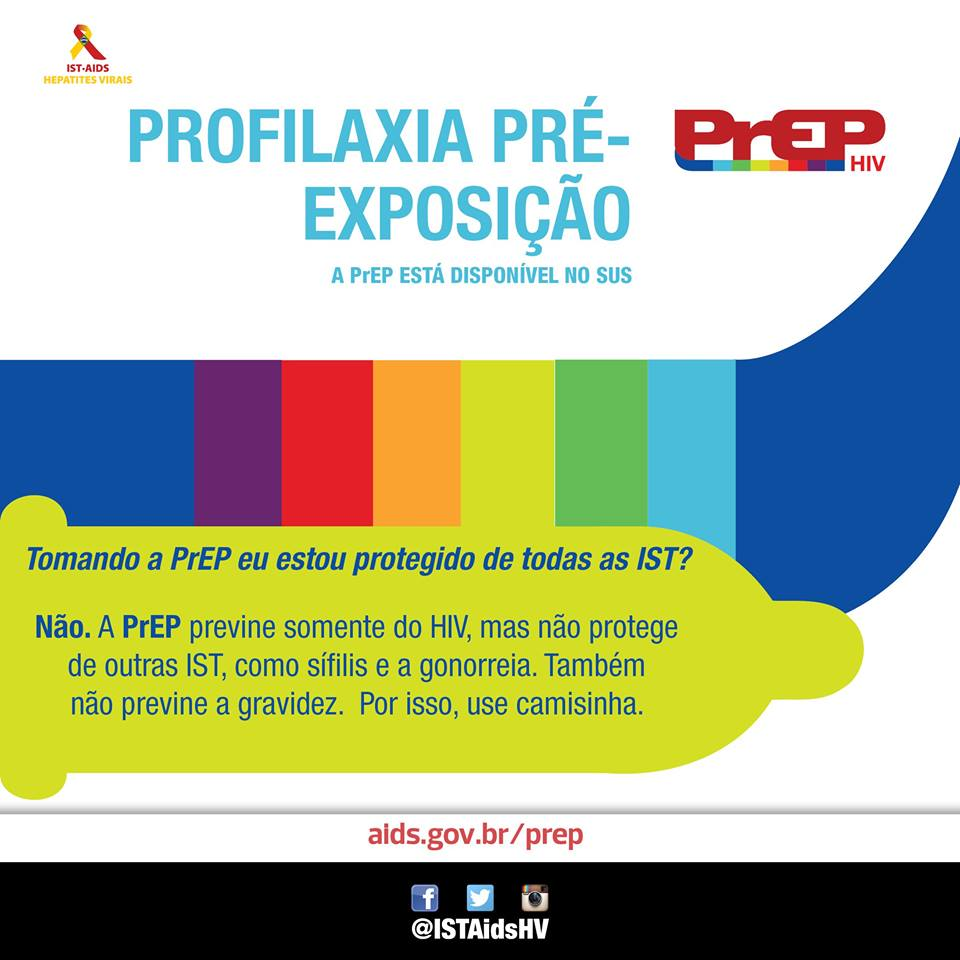 IST-AIDS
HEPATITES VIRAIS
PROFILAXIA PRÉ-
EXPOSIÇÃO
PrEP
HIV
A PrEP ESTÁ DISPONÍVEL NO SUS
Tomando a PrEP eu estou protegido de todas as IST?
Não. A PrEP previne somente do HIV, mas não protege
de outras IST, como sífilis e a gonorreia. Também
não previne a gravidez. Por isso, use camisinha.
aids.gov.br/prep
@ISTAidsHV